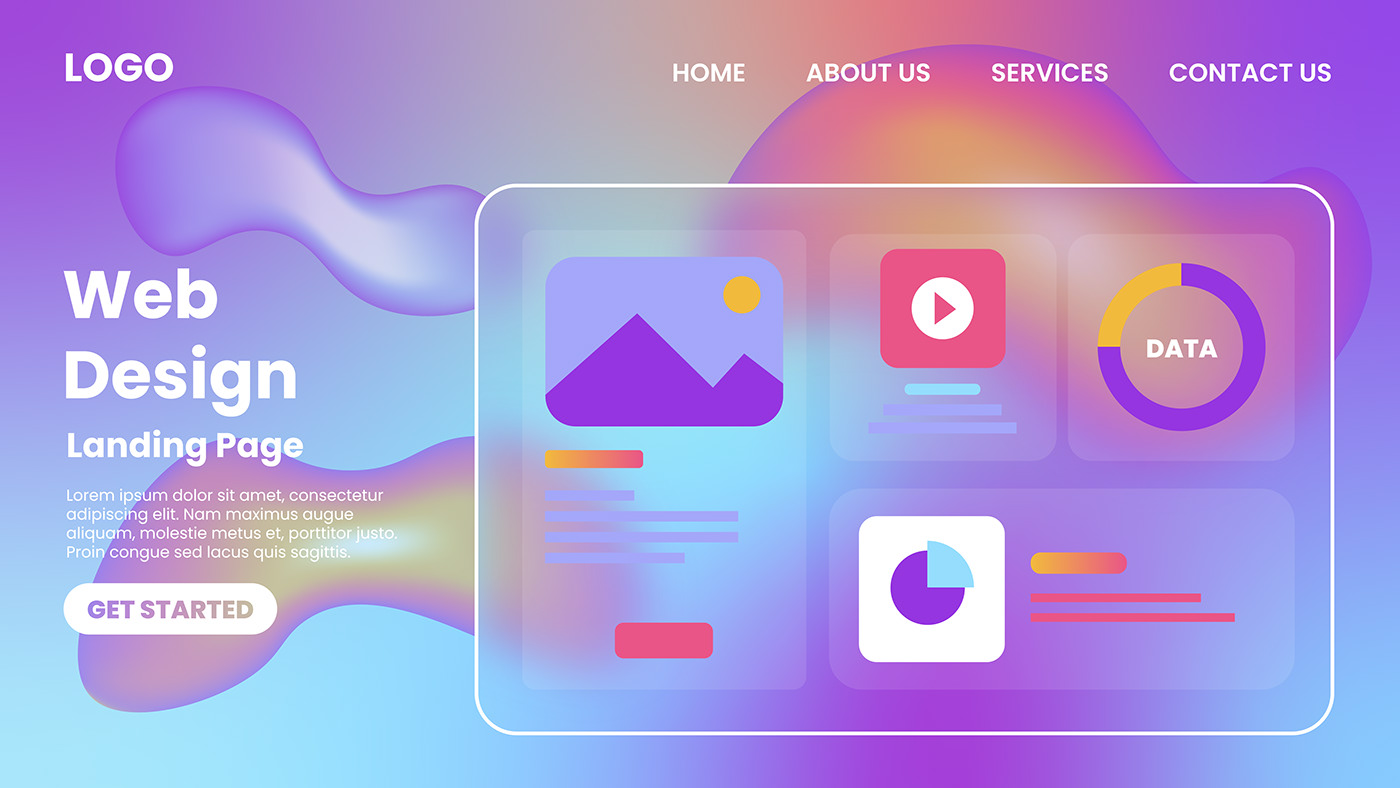 LOGO
HOME ABOUT US SERVICES CONTACT US
Web
Design
Landing Page
Lorem ipsum dolor sit amet, consectetur
adipiscing elit. Nam maximus augue
aliquam, molestie metus et, porttitor justo.
Proin congue sed lacus quis sagittis.
GET STARTED
DATA